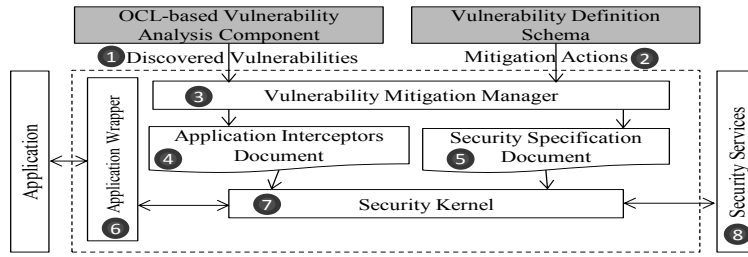 OCL-based Vulnerability
Analysis Component
Vulnerability Definition
Schema
1 Discovered Vulnerabilities
Mitigation Actions 2
3 Vulnerability Mitigation Manager
Application Interceptors
Document
4
Security Specification
Document
5
Application
Application Wrapper
6
7 Security Kernel
Security Services
8